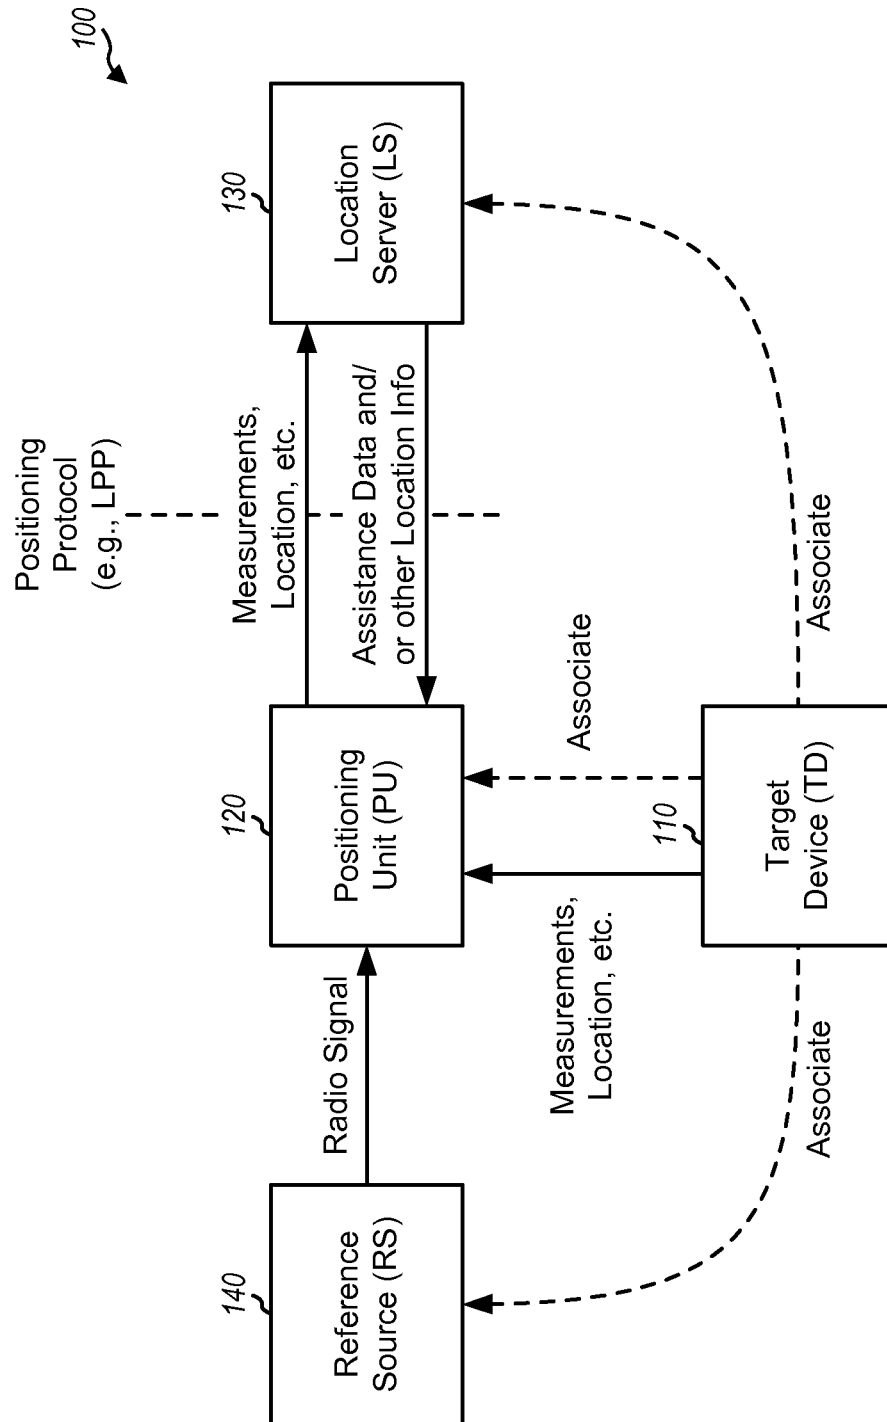 100
Positioning
Protocol
(e.g., LPP)
140
Reference
Source (RS)
Radio Signal
120
Positioning
Unit (PU)
Measurements,
Location, etc.
Assistance Data and/
or other Location Info
130
Location
Server (LS)
Measurements,
Location, etc.
Associate
110
Target
Device (TD)
Associate
Associate